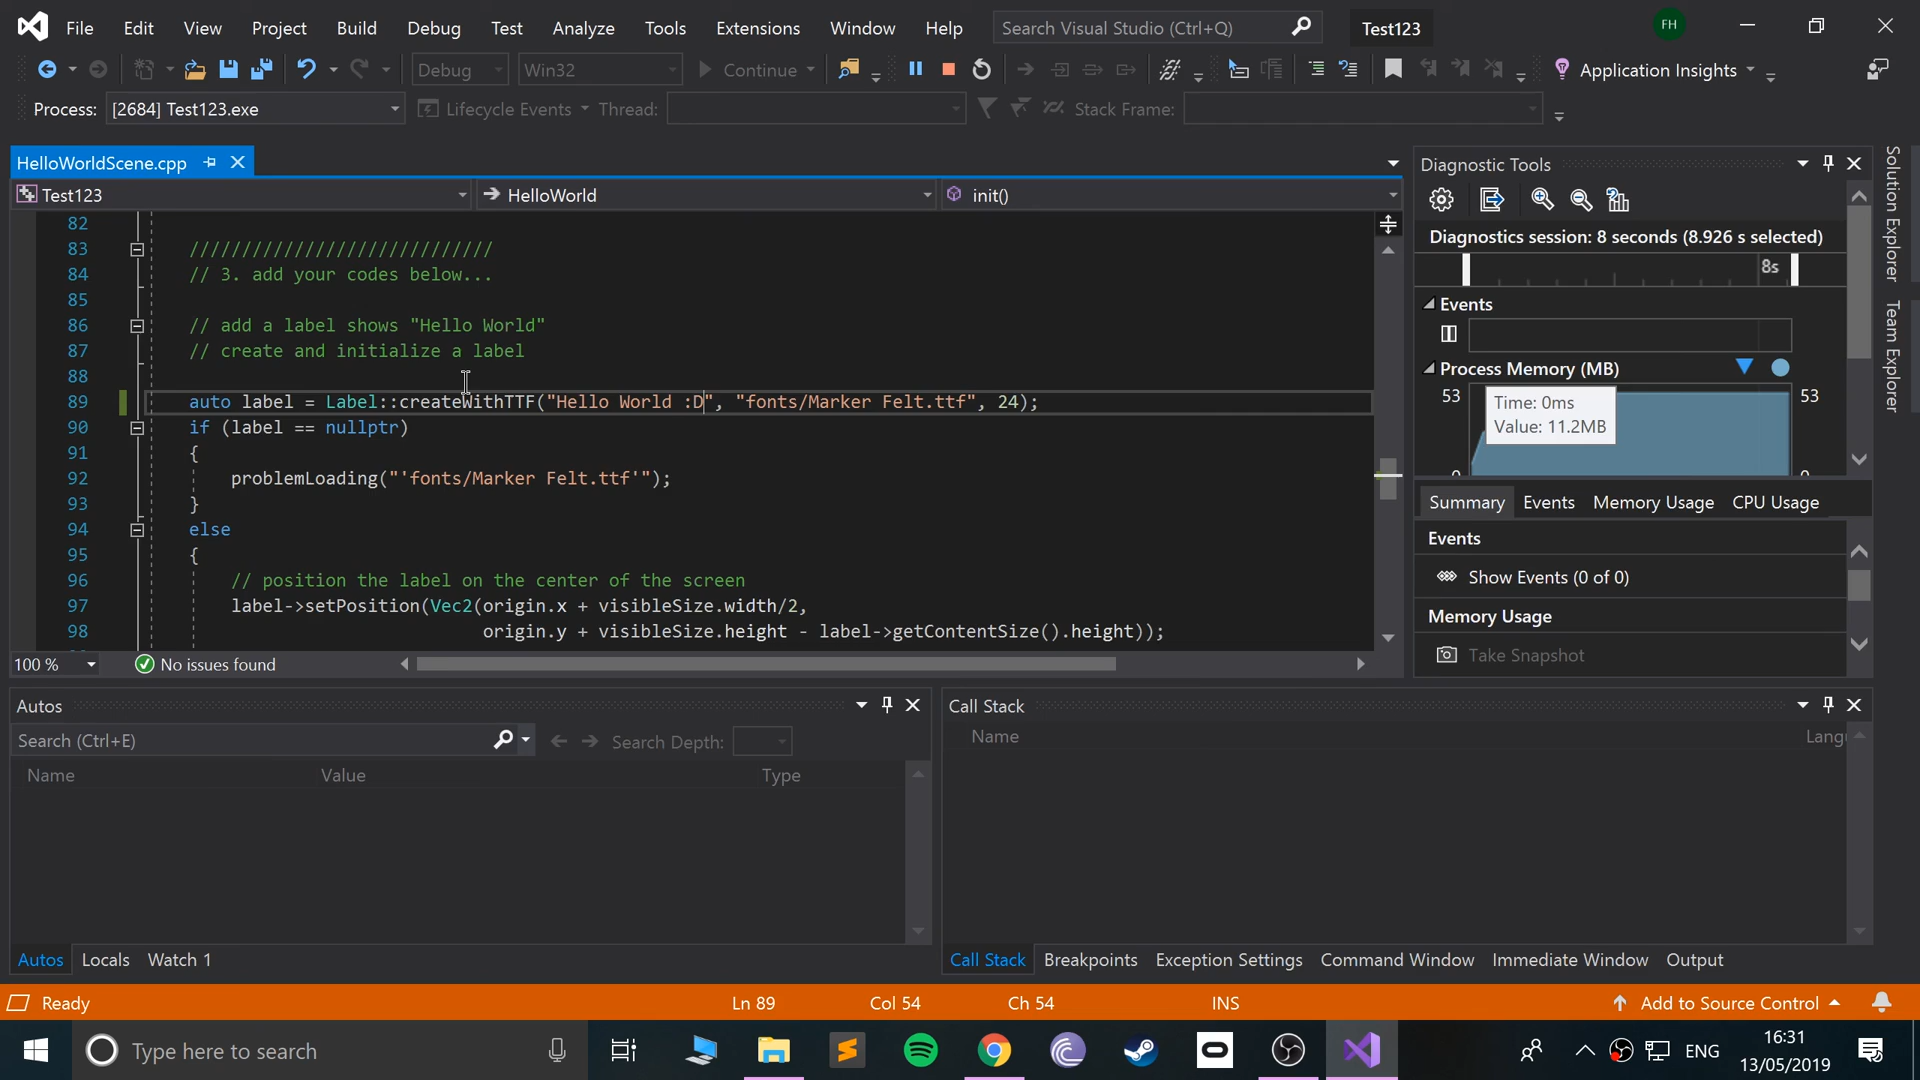 File Edit View Project Build Debug Test Analyze Tools Extensions Window Help Search Visual Studio (Ctrl+Q) Test123 FH
Debug Win32 Continue Application Insights
Process: [2684] Test123.exe Lifecycle Events Thread: Stack Frame:
HelloWorldScene.cpp
Test123 HelloWorld init()
82
83 /////////////////////////////
84 // 3. add your codes below...
85
86 // add a label shows "Hello World"
87 // create and initialize a label
88
89 auto label = Label::createWithTTF("Hello World :D", "fonts/Marker Felt.ttf", 24);
90 if (label == nullptr)
91 {
92 problemLoading("'fonts/Marker Felt.ttf'");
93 }
94 else
95 {
96 // position the label on the center of the screen
97 label->setPosition(Vec2(origin.x + visibleSize.width/2,
98 origin.y + visibleSize.height - label->getContentSize().height));
100 % No issues found
Diagnostic Tools
Diagnostics session: 8 seconds (8.926 s selected)
8s
Events
Process Memory (MB)
53 53
Time: 0ms
Value: 11.2MB
0 0
Summary Events Memory Usage CPU Usage
Events
Show Events (0 of 0)
Memory Usage
Take Snapshot
Solution Explorer
Team Explorer
Autos
Search (Ctrl+E) Search Depth:
Name Value Type
Autos Locals Watch 1
Call Stack
Name Lang
Call Stack Breakpoints Exception Settings Command Window Immediate Window Output
Ready Ln 89 Col 54 Ch 54 INS Add to Source Control
Type here to search ENG 16:31
13/05/2019